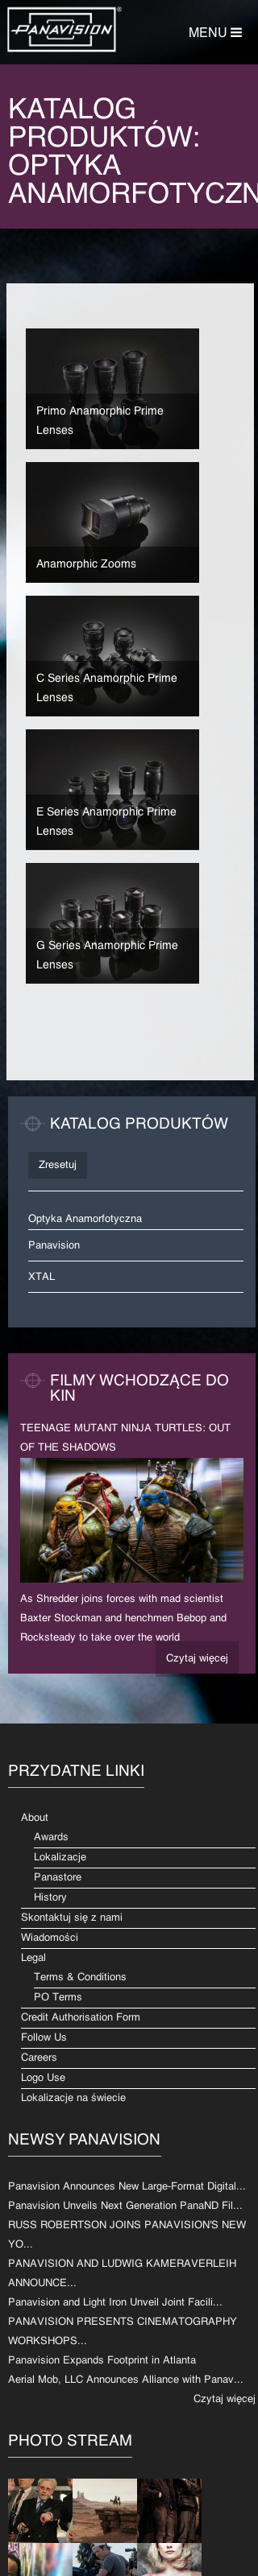 PANAVISION®
MENU
KATALOG
PRODUKTÓW:
OPTYKA
ANAMORFOTYCZN
Primo Anamorphic Prime
Lenses
Anamorphic Zooms
C Series Anamorphic Prime
Lenses
E Series Anamorphic Prime
Lenses
G Series Anamorphic Prime
Lenses
KATALOG PRODUKTÓW
Zresetuj
Optyka Anamorfotyczna
Panavision
XTAL
FILMY WCHODZĄCE DO
KIN
TEENAGE MUTANT NINJA TURTLES: OUT
OF THE SHADOWS
As Shredder joins forces with mad scientist
Baxter Stockman and henchmen Bebop and
Rocksteady to take over the world
Czytaj więcej
PRZYDATNE LINKI
About
Awards
Lokalizacje
Panastore
History
Skontaktuj się z nami
Wiadomości
Legal
Terms & Conditions
PO Terms
Credit Authorisation Form
Follow Us
Careers
Logo Use
Lokalizacje na świecie
NEWSY PANAVISION
Panavision Announces New Large-Format Digital...
Panavision Unveils Next Generation PanaND Fil...
RUSS ROBERTSON JOINS PANAVISION'S NEW
YO...
PANAVISION AND LUDWIG KAMERAVERLEIH
ANNOUNCE...
Panavision and Light Iron Unveil Joint Facili...
PANAVISION PRESENTS CINEMATOGRAPHY
WORKSHOPS...
Panavision Expands Footprint in Atlanta
Aerial Mob, LLC Announces Alliance with Panav...
Czytaj więcej
PHOTO STREAM